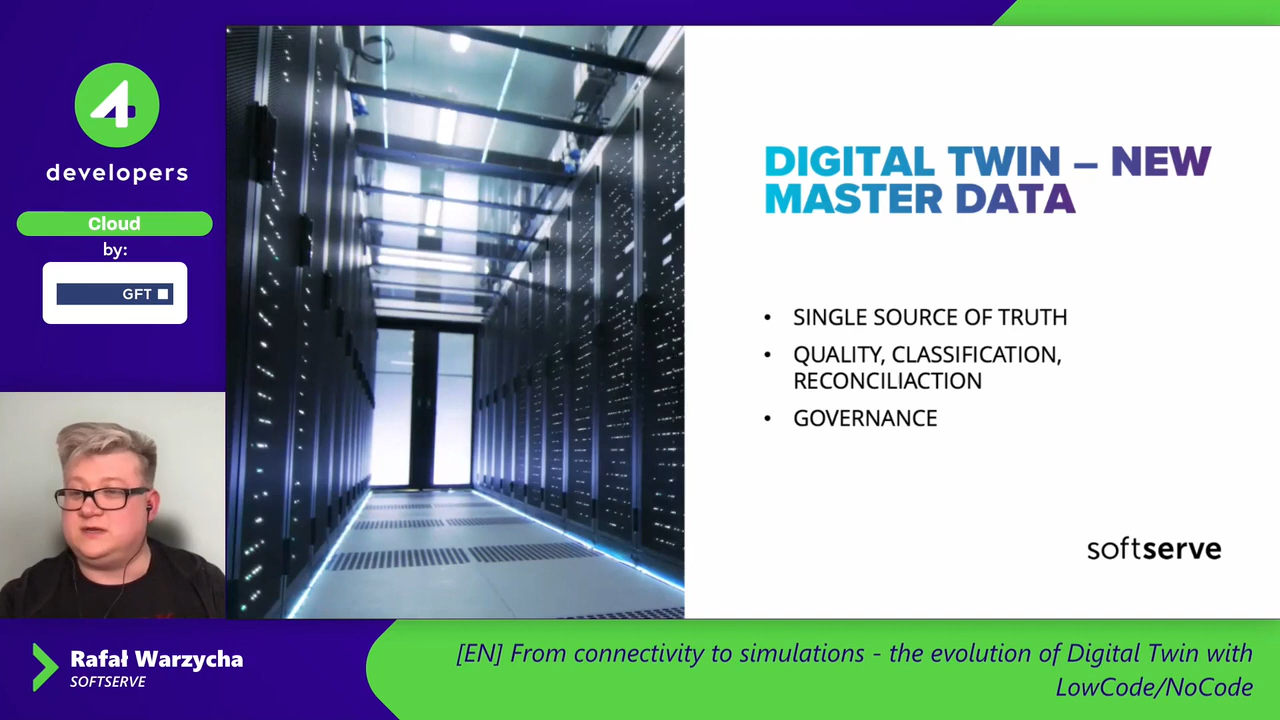 4
developers
Cloud
by:
GFT
DIGITAL TWIN – NEW
MASTER DATA
• SINGLE SOURCE OF TRUTH
• QUALITY, CLASSIFICATION,
RECONCILIACTION
• GOVERNANCE
softserve
Rafał Warzycha
SOFTSERVE
[EN] From connectivity to simulations - the evolution of Digital Twin with
LowCode/NoCode